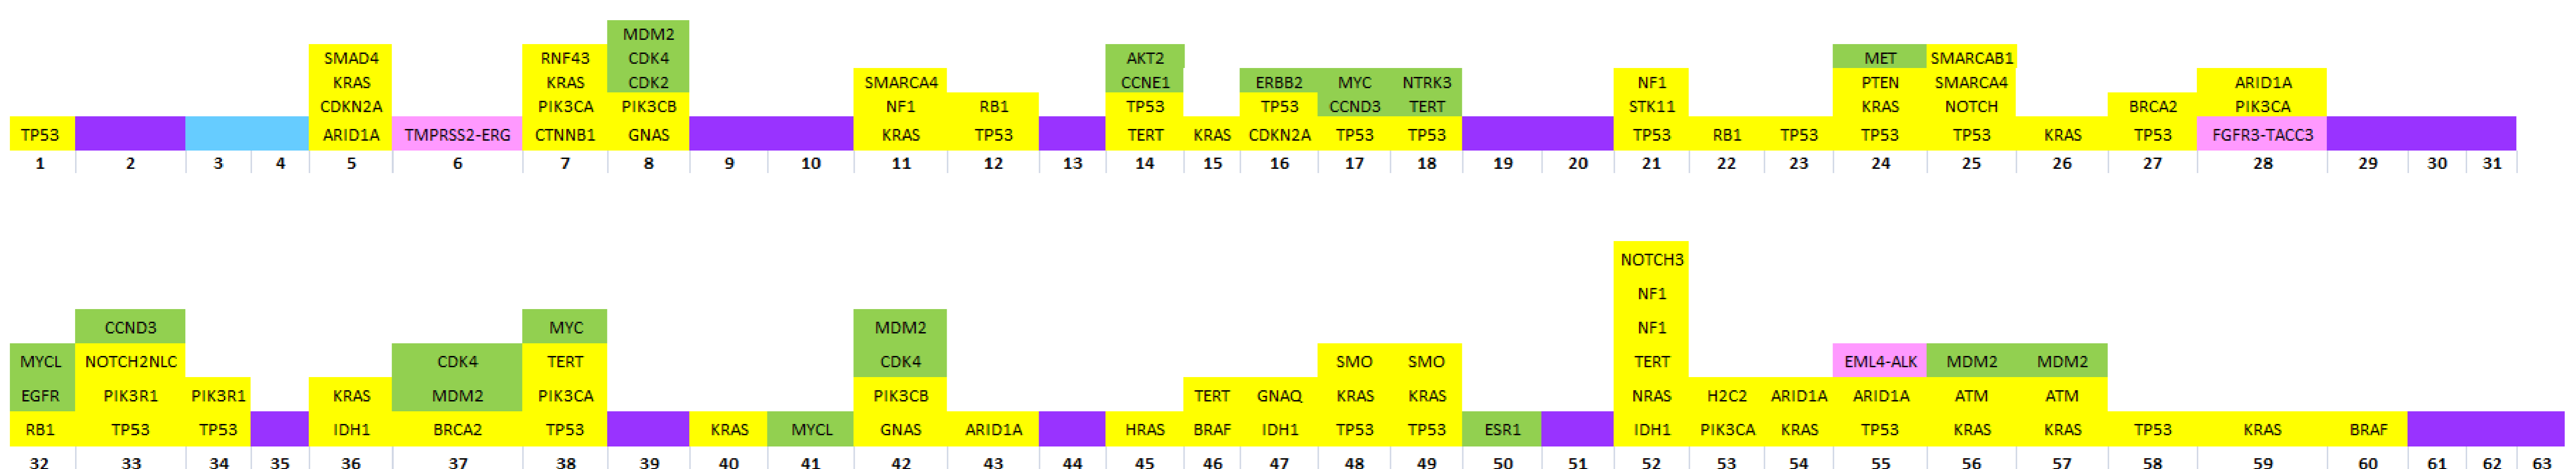 MDM2
SMAD4 RNF43 CDK4 AKT2 MET SMARCAB1
KRAS KRAS CDK2 SMARCA4 CCNE1 ERBB2 MYC NTRK3 NF1 PTEN SMARCA4 ARID1A
CDKN2A PIK3CA PIK3CB NF1 RB1 TP53 TP53 CCND3 TERT STK11 KRAS NOTCH BRCA2 PIK3CA
TP53 ARID1A TMPRSS2-ERG CTNNB1 GNAS KRAS TP53 TERT KRAS CDKN2A TP53 TP53 TP53 RB1 TP53 TP53 TP53 KRAS TP53 FGFR3-TACC3
1 2 3 4 5 6 7 8 9 10 11 12 13 14 15 16 17 18 19 20 21 22 23 24 25 26 27 28 29 30 31
NOTCH3
NF1
CCND3 MYC MDM2 NF1
MYCL NOTCH2NLC CDK4 TERT CDK4 SMO SMO TERT EML4-ALK MDM2 MDM2
EGFR PIK3R1 PIK3R1 KRAS MDM2 PIK3CA PIK3CB TERT GNAQ KRAS KRAS NRAS H2C2 ARID1A ARID1A ATM ATM
RB1 TP53 TP53 IDH1 BRCA2 TP53 KRAS MYCL GNAS ARID1A HRAS BRAF IDH1 TP53 TP53 ESR1 IDH1 PIK3CA KRAS TP53 KRAS KRAS TP53 KRAS BRAF
32 33 34 35 36 37 38 39 40 41 42 43 44 45 46 47 48 49 50 51 52 53 54 55 56 57 58 59 60 61 62 63